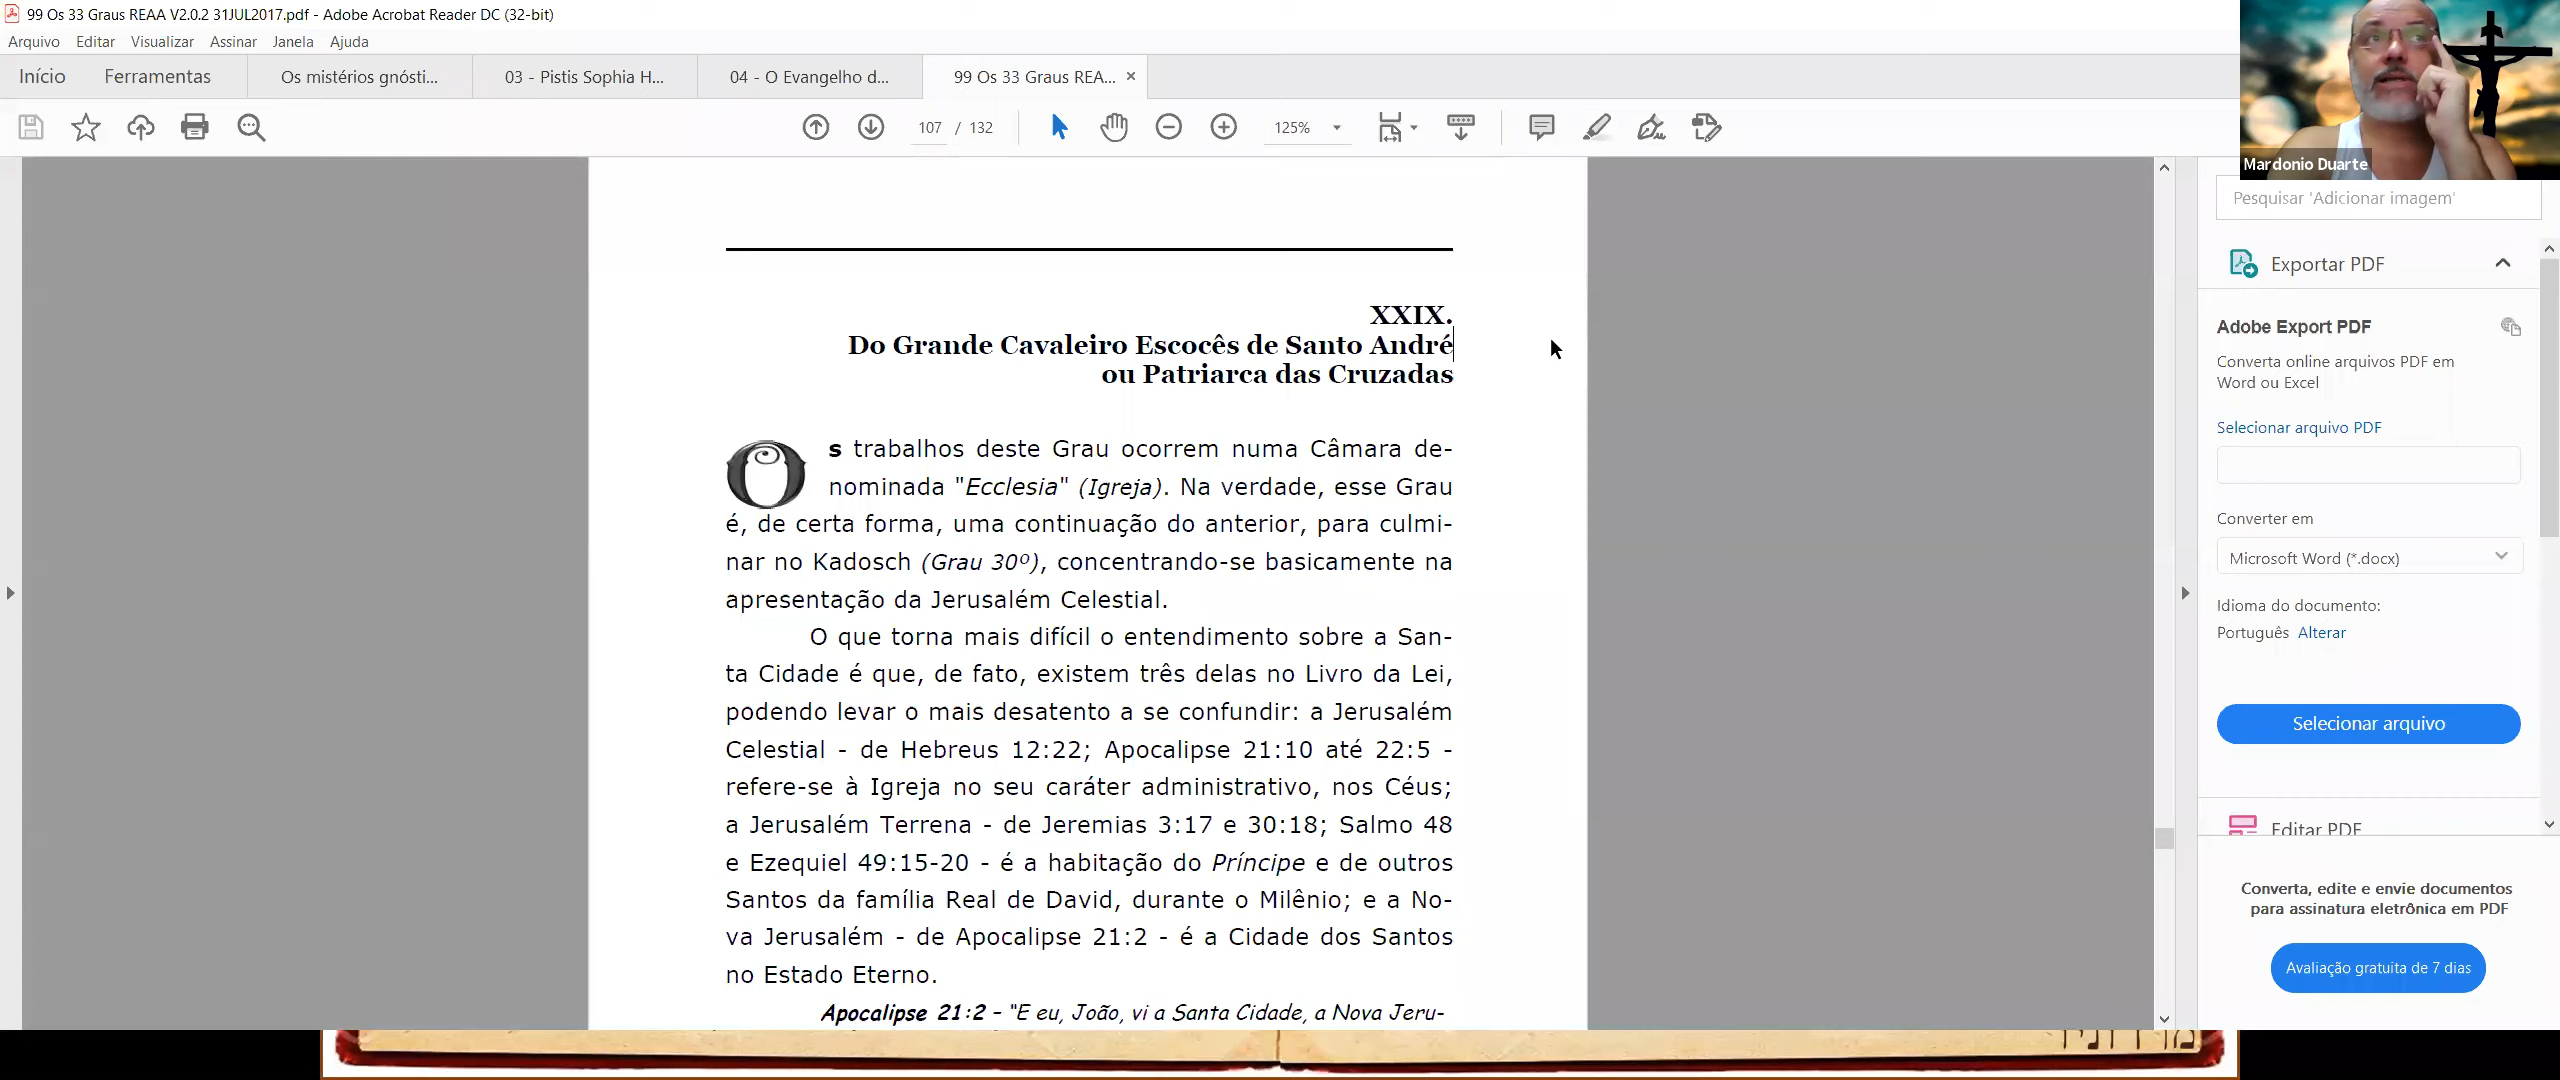 99 Os 33 Graus REAA V2.0.2 31JUL2017.pdf - Adobe Acrobat Reader DC (32-bit)
Arquivo Editar Visualizar Assinar Janela Ajuda
Início Ferramentas Os mistérios gnósti... 03 - Pistis Sophia H... 04 - O Evangelho d... 99 Os 33 Graus REA... ×
107 / 132 125%
Mardonio Duarte
XXIX.
Do Grande Cavaleiro Escocês de Santo André
ou Patriarca das Cruzadas
Os trabalhos deste Grau ocorrem numa Câmara de-
nominada "Ecclesia" (Igreja). Na verdade, esse Grau
é, de certa forma, uma continuação do anterior, para culmi-
nar no Kadosch (Grau 30º), concentrando-se basicamente na
apresentação da Jerusalém Celestial.
O que torna mais difícil o entendimento sobre a San-
ta Cidade é que, de fato, existem três delas no Livro da Lei,
podendo levar o mais desatento a se confundir: a Jerusalém
Celestial - de Hebreus 12:22; Apocalipse 21:10 até 22:5 -
refere-se à Igreja no seu caráter administrativo, nos Céus;
a Jerusalém Terrena - de Jeremias 3:17 e 30:18; Salmo 48
e Ezequiel 49:15-20 - é a habitação do Príncipe e de outros
Santos da família Real de David, durante o Milênio; e a No-
va Jerusalém - de Apocalipse 21:2 - é a Cidade dos Santos
no Estado Eterno.
Apocalipse 21:2 - "E eu, João, vi a Santa Cidade, a Nova Jeru-
Pesquisar 'Adicionar imagem'
Exportar PDF
Adobe Export PDF
Converta online arquivos PDF em
Word ou Excel
Selecionar arquivo PDF
Converter em
Microsoft Word (*.docx)
Idioma do documento:
Português Alterar
Selecionar arquivo
Editar PDF
Converta, edite e envie documentos
para assinatura eletrônica em PDF
Avaliação gratuita de 7 dias